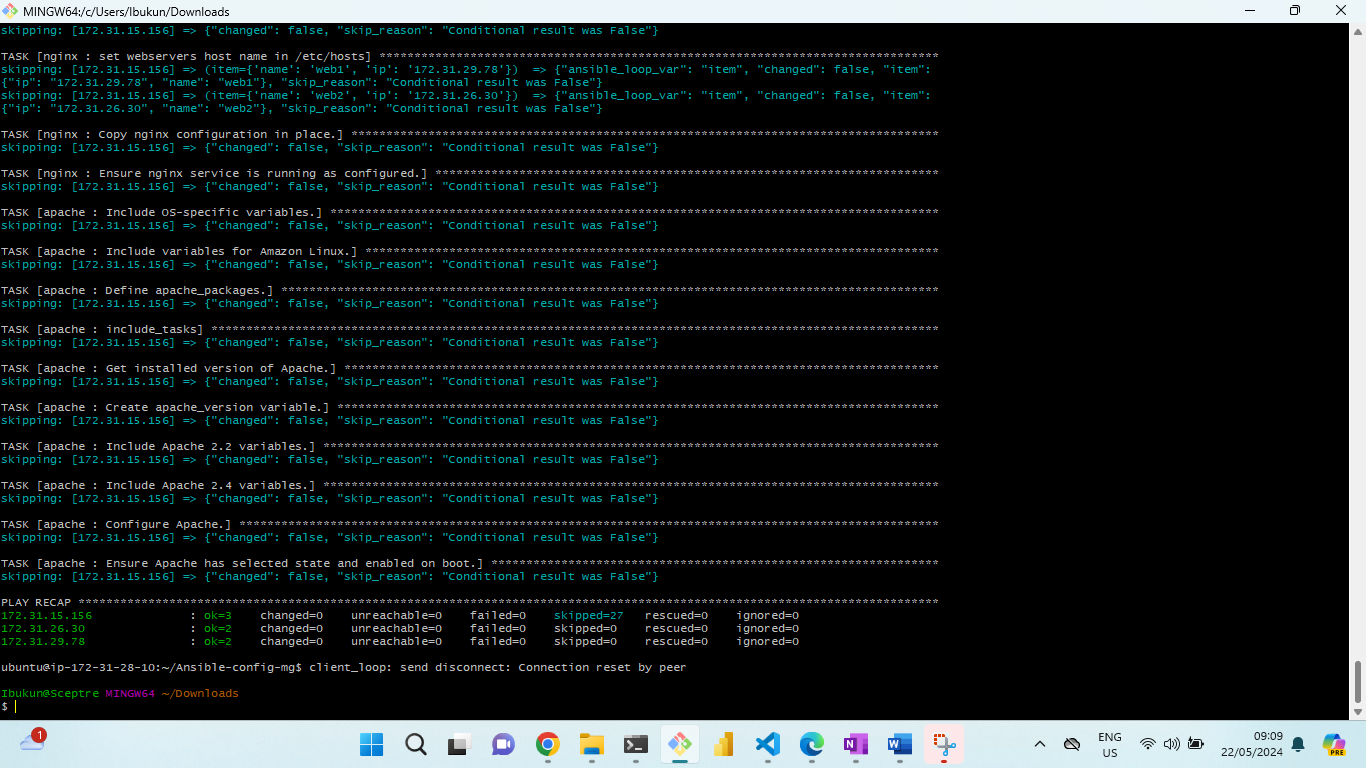 MINGW64:/c/Users/Ibukun/Downloads
skipping: [172.31.15.156] => {"changed": false, "skip_reason": "Conditional result was False"}
TASK [nginx : set webservers host name in /etc/hosts] ********************************************************************************
skipping: [172.31.15.156] => (item={'name': 'web1', 'ip': '172.31.29.78'})  => {"ansible_loop_var": "item", "changed": false, "item":
{"ip": "172.31.29.78", "name": "web1"}, "skip_reason": "Conditional result was False"}
skipping: [172.31.15.156] => (item={'name': 'web2', 'ip': '172.31.26.30'})  => {"ansible_loop_var": "item", "changed": false, "item":
{"ip": "172.31.26.30", "name": "web2"}, "skip_reason": "Conditional result was False"}
TASK [nginx : Copy nginx configuration in place.] ************************************************************************************
skipping: [172.31.15.156] => {"changed": false, "skip_reason": "Conditional result was False"}
TASK [nginx : Ensure nginx service is running as configured.] ************************************************************************
skipping: [172.31.15.156] => {"changed": false, "skip_reason": "Conditional result was False"}
TASK [apache : Include OS-specific variables.] ***************************************************************************************
skipping: [172.31.15.156] => {"changed": false, "skip_reason": "Conditional result was False"}
TASK [apache : Include variables for Amazon Linux.] **********************************************************************************
skipping: [172.31.15.156] => {"changed": false, "skip_reason": "Conditional result was False"}
TASK [apache : Define apache_packages.] **********************************************************************************************
skipping: [172.31.15.156] => {"changed": false, "skip_reason": "Conditional result was False"}
TASK [apache : include_tasks] ********************************************************************************************************
skipping: [172.31.15.156] => {"changed": false, "skip_reason": "Conditional result was False"}
TASK [apache : Get installed version of Apache.] *************************************************************************************
skipping: [172.31.15.156] => {"changed": false, "skip_reason": "Conditional result was False"}
TASK [apache : Create apache_version variable.] **************************************************************************************
skipping: [172.31.15.156] => {"changed": false, "skip_reason": "Conditional result was False"}
TASK [apache : Include Apache 2.2 variables.] ****************************************************************************************
skipping: [172.31.15.156] => {"changed": false, "skip_reason": "Conditional result was False"}
TASK [apache : Include Apache 2.4 variables.] ****************************************************************************************
skipping: [172.31.15.156] => {"changed": false, "skip_reason": "Conditional result was False"}
TASK [apache : Configure Apache.] ****************************************************************************************************
skipping: [172.31.15.156] => {"changed": false, "skip_reason": "Conditional result was False"}
TASK [apache : Ensure Apache has selected state and enabled on boot.] ****************************************************************
skipping: [172.31.15.156] => {"changed": false, "skip_reason": "Conditional result was False"}
PLAY RECAP ***************************************************************************************************************************
172.31.15.156              : ok=3    changed=0    unreachable=0    failed=0    skipped=27   rescued=0    ignored=0
172.31.26.30               : ok=2    changed=0    unreachable=0    failed=0    skipped=0    rescued=0    ignored=0
172.31.29.78               : ok=2    changed=0    unreachable=0    failed=0    skipped=0    rescued=0    ignored=0
ubuntu@ip-172-31-28-10:~/Ansible-config-mg$ client_loop: send disconnect: Connection reset by peer
Ibukun@Sceptre MINGW64 ~/Downloads
$
1
ENG
US
09:09
22/05/2024
PRE